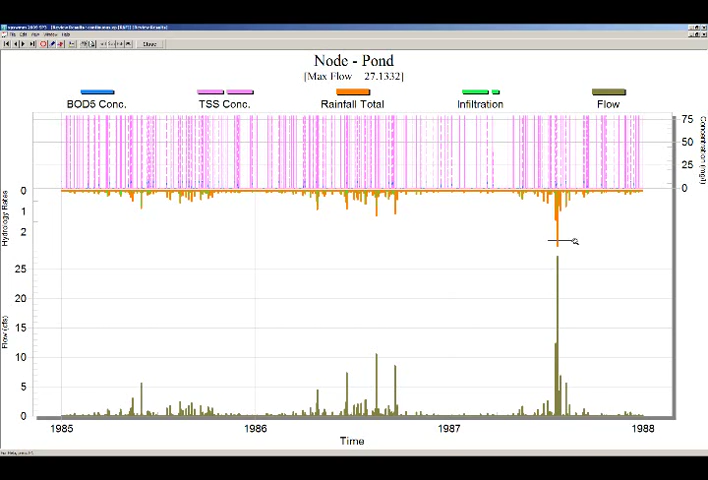 Node - Pond
[Max Flow 27.1332]
BOD5 Conc. TSS Conc. Rainfall Total Infiltration Flow
75
50
25
0
Concentration (mg/l)
0
1
2
Hydrology Rates
25
20
15
10
5
0
Flow (cfs)
1985 1986 1987 1988
Time
Close